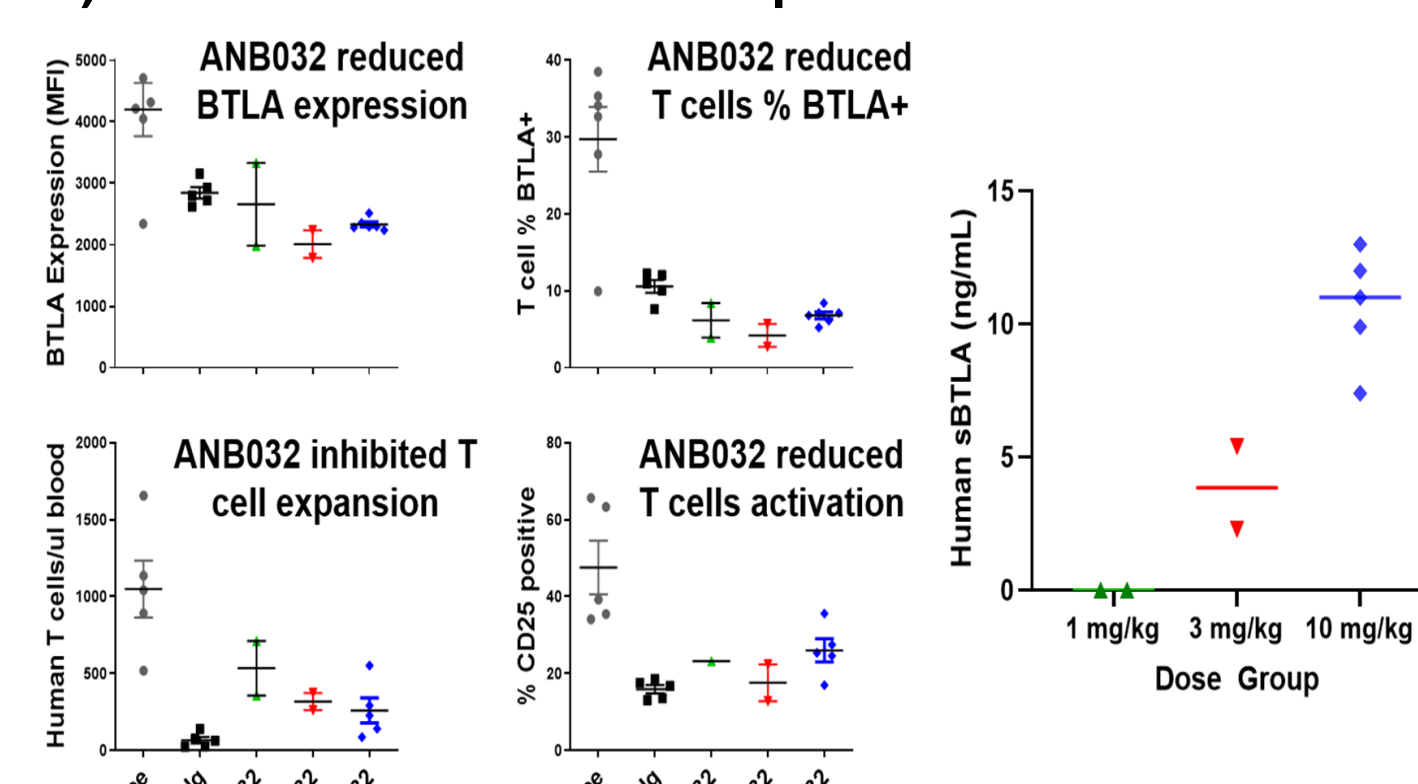 ANB032 reduced
BTLA expression
BTLA Expression (MFI)
5000
4000
3000
2000
1000
0
ANB032 reduced
T cells % BTLA+
T cell % BTLA+
40
30
20
10
0
ANB032 inhibited T
cell expansion
Human T cells/ul blood
2000
1500
1000
500
0
ANB032 reduced
T cells activation
% CD25 positive
80
60
40
20
0
Human sBTLA (ng/mL)
15
10
5
0
1 mg/kg 3 mg/kg 10 mg/kg
Dose Group